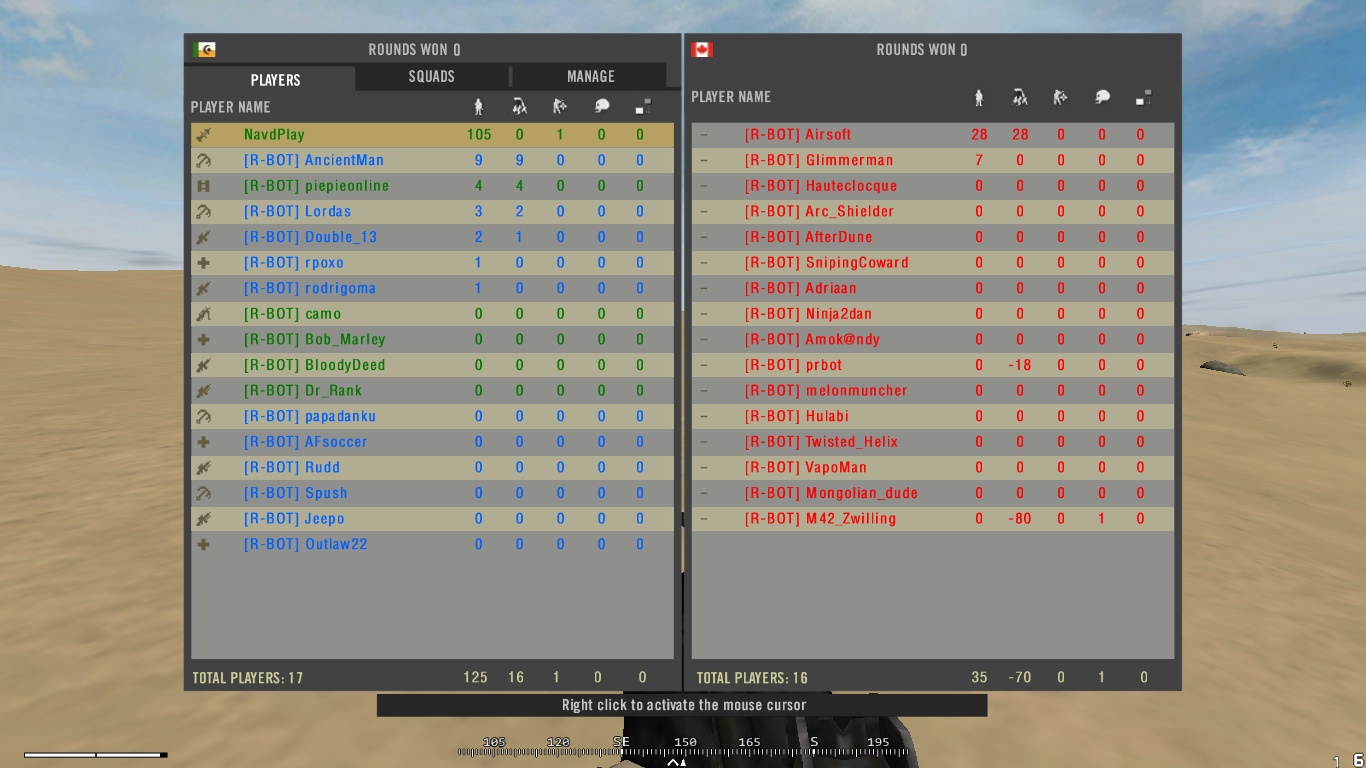 ROUNDS WON 0
PLAYERS SQUADS MANAGE
PLAYER NAME
NavdPlay 105 0 1 0 0
[R-BOT] AncientMan 9 9 0 0 0
[R-BOT] piepieonline 4 4 0 0 0
[R-BOT] Lordas 3 2 0 0 0
[R-BOT] Double_13 2 1 0 0 0
[R-BOT] rpoxo 1 0 0 0 0
[R-BOT] rodrigoma 1 0 0 0 0
[R-BOT] camo 0 0 0 0 0
[R-BOT] Bob_Marley 0 0 0 0 0
[R-BOT] BloodyDeed 0 0 0 0 0
[R-BOT] Dr_Rank 0 0 0 0 0
[R-BOT] papadanku 0 0 0 0 0
[R-BOT] AFsoccer 0 0 0 0 0
[R-BOT] Rudd 0 0 0 0 0
[R-BOT] Spush 0 0 0 0 0
[R-BOT] Jeepo 0 0 0 0 0
[R-BOT] Outlaw22 0 0 0 0 0
TOTAL PLAYERS: 17 125 16 1 0 0
ROUNDS WON 0
PLAYER NAME
– [R-BOT] Airsoft 28 28 0 0 0
– [R-BOT] Glimmerman 7 0 0 0 0
– [R-BOT] Hauteclocque 0 0 0 0 0
– [R-BOT] Arc_Shielder 0 0 0 0 0
– [R-BOT] AfterDune 0 0 0 0 0
– [R-BOT] SnipingCoward 0 0 0 0 0
– [R-BOT] Adriaan 0 0 0 0 0
– [R-BOT] Ninja2dan 0 0 0 0 0
– [R-BOT] Amok@ndy 0 0 0 0 0
– [R-BOT] prbot 0 -18 0 0 0
– [R-BOT] melonmuncher 0 0 0 0 0
– [R-BOT] Hulabi 0 0 0 0 0
– [R-BOT] Twisted_Helix 0 0 0 0 0
– [R-BOT] VapoMan 0 0 0 0 0
– [R-BOT] Mongolian_dude 0 0 0 0 0
– [R-BOT] M42_Zwilling 0 -80 0 1 0
TOTAL PLAYERS: 16 35 -70 0 1 0
Right click to activate the mouse cursor
105 120 SE 150 165 S 195
1 6